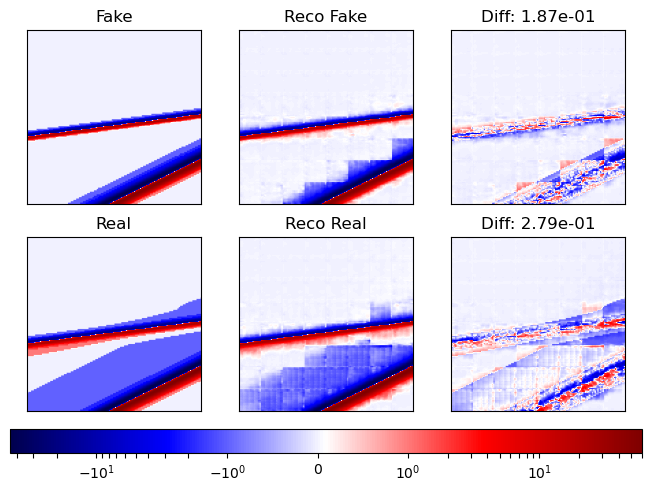 Fake Reco Fake Diff: 1.87e-01
Real Reco Real Diff: 2.79e-01
−10¹ −10⁰ 0 10⁰ 10¹